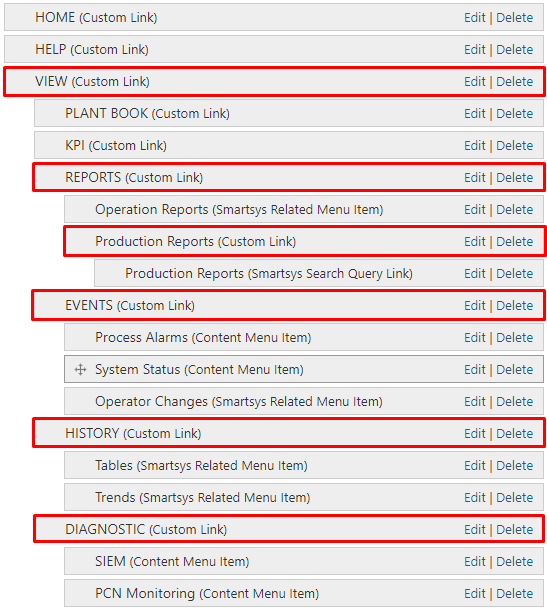 HOME (Custom Link) Edit | Delete
HELP (Custom Link) Edit | Delete
VIEW (Custom Link) Edit | Delete
PLANT BOOK (Custom Link) Edit | Delete
KPI (Custom Link) Edit | Delete
REPORTS (Custom Link) Edit | Delete
Operation Reports (Smartsys Related Menu Item) Edit | Delete
Production Reports (Custom Link) Edit | Delete
Production Reports (Smartsys Search Query Link) Edit | Delete
EVENTS (Custom Link) Edit | Delete
Process Alarms (Content Menu Item) Edit | Delete
System Status (Content Menu Item) Edit | Delete
Operator Changes (Smartsys Related Menu Item) Edit | Delete
HISTORY (Custom Link) Edit | Delete
Tables (Smartsys Related Menu Item) Edit | Delete
Trends (Smartsys Related Menu Item) Edit | Delete
DIAGNOSTIC (Custom Link) Edit | Delete
SIEM (Content Menu Item) Edit | Delete
PCN Monitoring (Content Menu Item) Edit | Delete